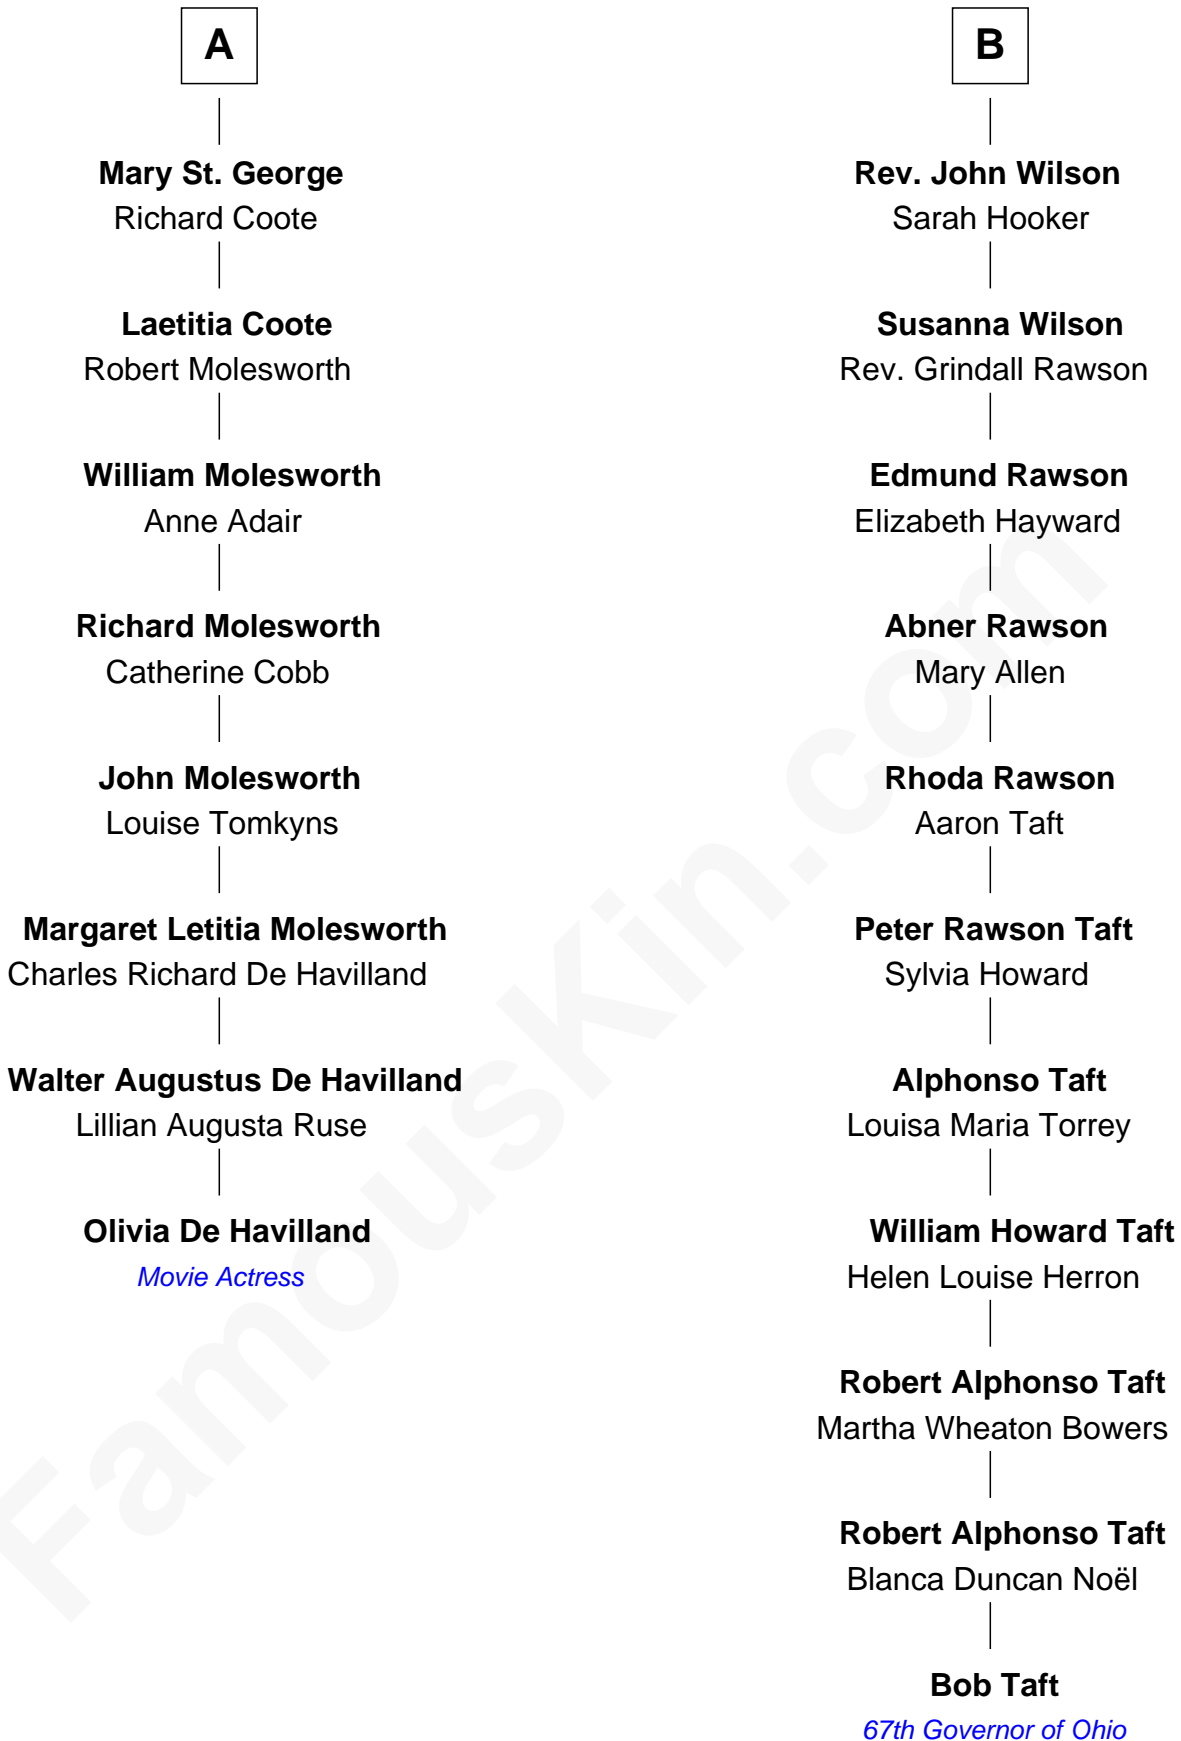 A
Mary St. George
Richard Coote
Laetitia Coote
Robert Molesworth
William Molesworth
Anne Adair
Richard Molesworth
Catherine Cobb
John Molesworth
Louise Tomkyns
Margaret Letitia Molesworth
Charles Richard De Havilland
Walter Augustus De Havilland
Lillian Augusta Ruse
Olivia De Havilland
Movie Actress
B
Rev. John Wilson
Sarah Hooker
Susanna Wilson
Rev. Grindall Rawson
Edmund Rawson
Elizabeth Hayward
Abner Rawson
Mary Allen
Rhoda Rawson
Aaron Taft
Peter Rawson Taft
Sylvia Howard
Alphonso Taft
Louisa Maria Torrey
William Howard Taft
Helen Louise Herron
Robert Alphonso Taft
Martha Wheaton Bowers
Robert Alphonso Taft
Blanca Duncan Noël
Bob Taft
67th Governor of Ohio
FamousKin.com